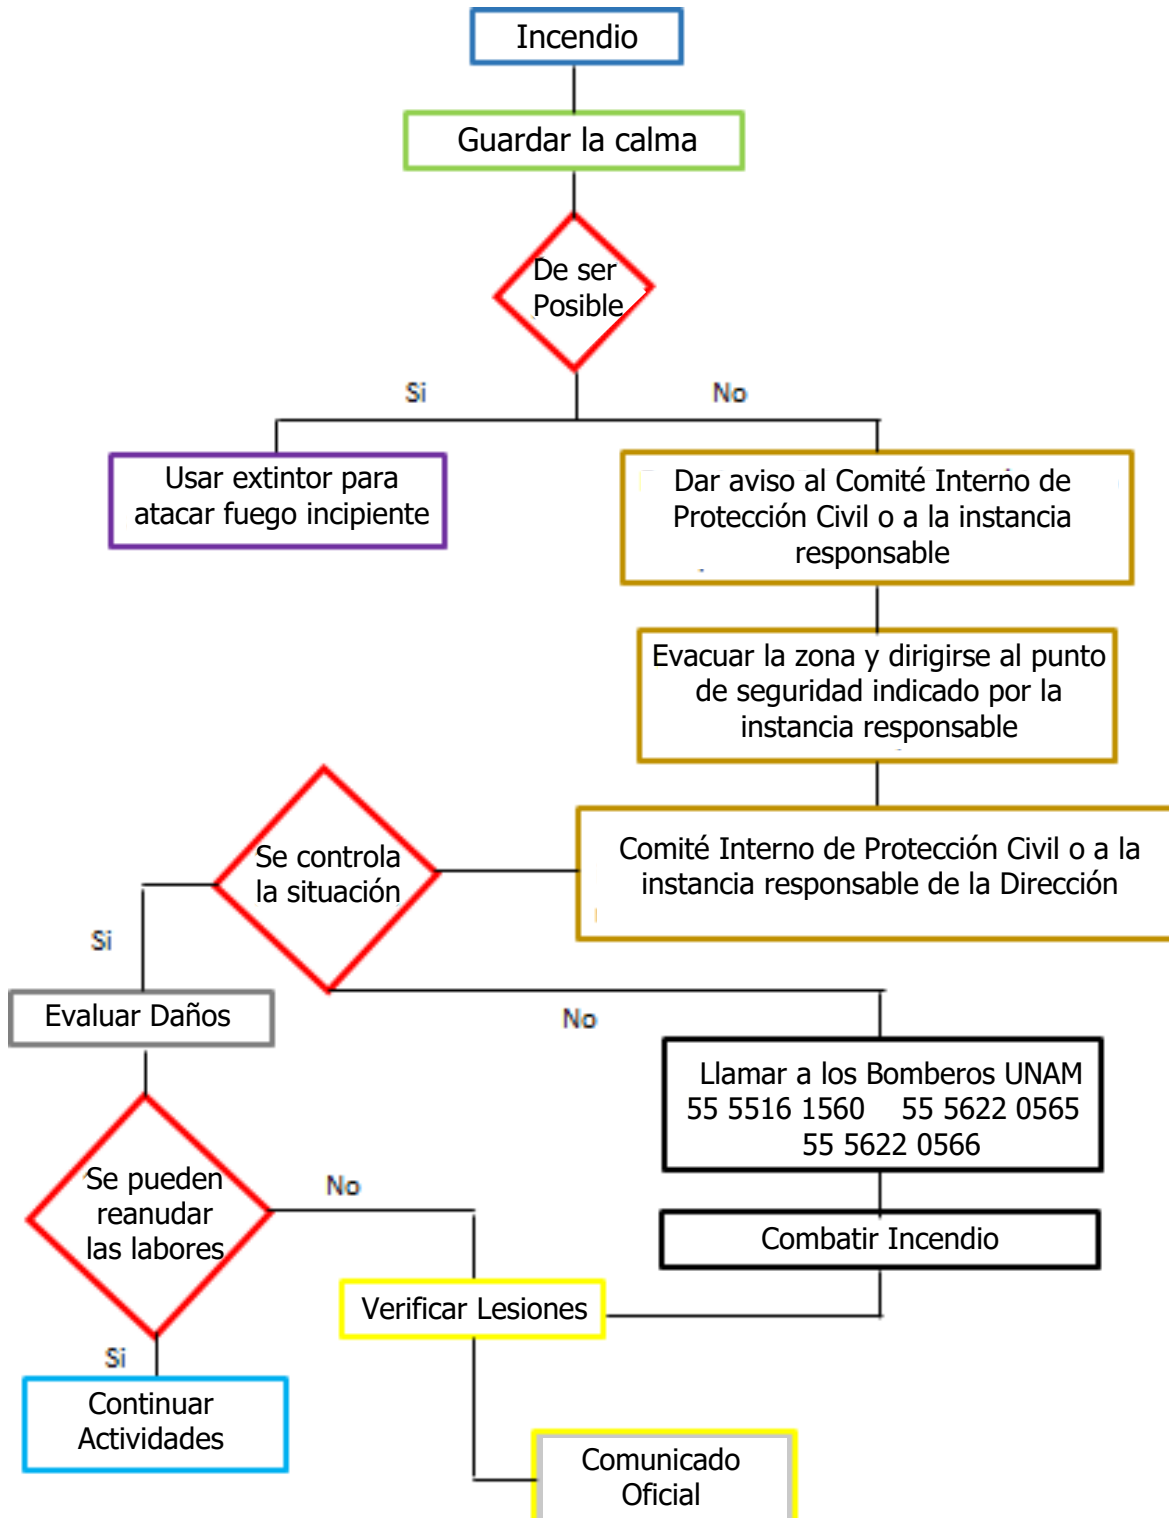 Incendio
Guardar la calma
De ser
Posible
Si
No
Usar extintor para
atacar fuego incipiente
Dar aviso al Comité Interno de
Protección Civil o a la instancia
responsable
Evacuar la zona y dirigirse al punto
de seguridad indicado por la
instancia responsable
Comité Interno de Protección Civil o a la
instancia responsable de la Dirección
Se controla
la situación
Si
No
Evaluar Daños
Llamar a los Bomberos UNAM
55 5516 1560 55 5622 0565
55 5622 0566
Se pueden
reanudar
las labores
No
Combatir Incendio
Verificar Lesiones
Si
Continuar
Actividades
Comunicado
Oficial